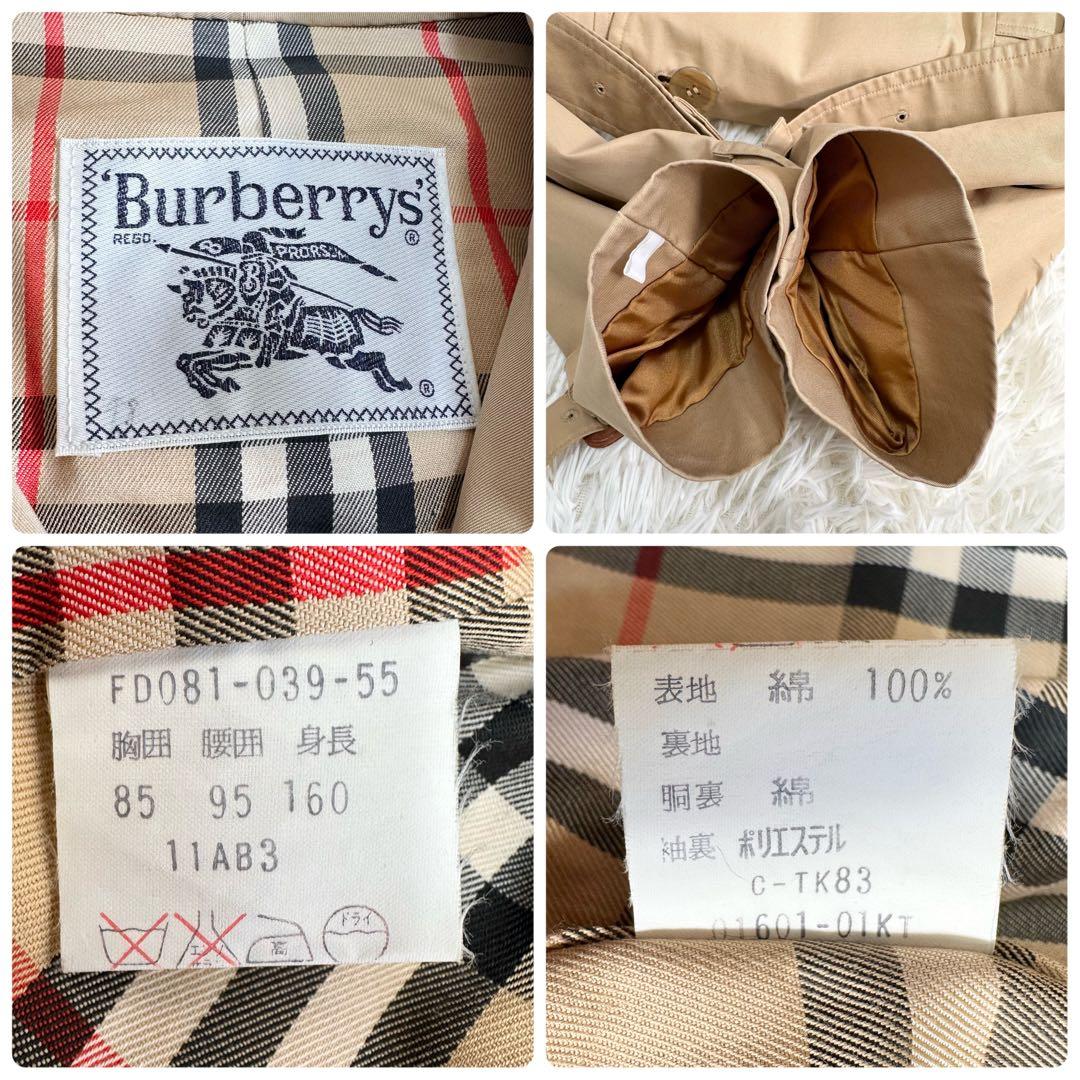 'Burberrys'
REGD.
PRORSUM
®
®
FD081-039-55
胸囲 腰囲 身長
85 95 160
11AB3
高
ドライ
表地 綿 100%
裏地
胴裏 綿
袖裏 ポリエステル
C-TK83
01601-01KT